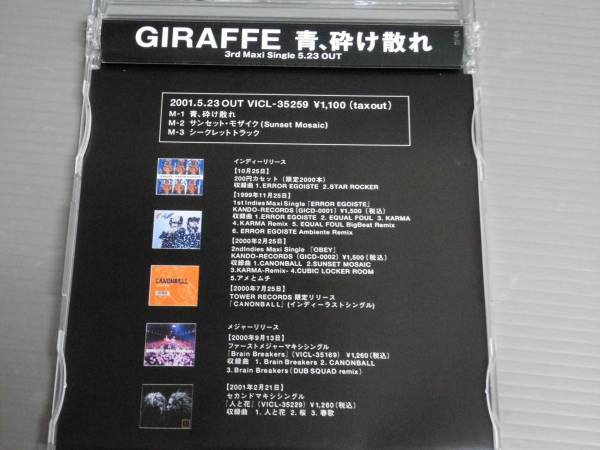 GIRAFFE 青、砕け散れ
3rd Maxi Single 5.23 OUT
2001.5.23 OUT VICL-35259 ¥1,100 (tax out)
M-1 青、砕け散れ
M-2 サンセット・モザイク (Sunset Mosaic)
M-3 シークレットトラック
インディーリリース
【10月25日】
200円カセット (限定2000本)
収録曲 1. ERROR EGOISTE 2. STAR ROCKER
【1999年11月25日】
1st Indies Maxi Single 『ERROR EGOISTE』
KANDO-RECORDS (GICD-0001) ¥1,500 (税込)
収録曲 1. ERROR EGOISTE 2. EQUAL FOUL 3. KARMA
4. KARMA Remix 5. EQUAL FOUL BigBeat Remix
6. ERROR EGOISTE Ambiente Remix
【2000年2月25日】
2nd Indies Maxi Single 『OBEY』
KANDO-RECORDS (GICD-0002) ¥1,500 (税込)
収録曲 1. CANONBALL 2. SUNSET MOSAIC
3. KARMA-Remix- 4. CUBIC LOCKER ROOM
5. アメとムチ
CANONBALL
【2000年7月25日】
TOWER RECORDS 限定リリース
「CANONBALL」 (インディーラストシングル)
メジャーリリース
【2000年9月13日】
ファーストメジャーマキシシングル
『Brain Breakers』 (VICL-35169) ¥1,260 (税込)
収録曲 1. Brain Breakers 2. CANONBALL
3. Brain Breakers (DUB SQUAD remix)
【2001年2月21日】
セカンドマキシシングル
『人と花』 (VICL-35229) ¥1,260 (税込)
収録曲 1. 人と花 2. 桜 3. 春歌